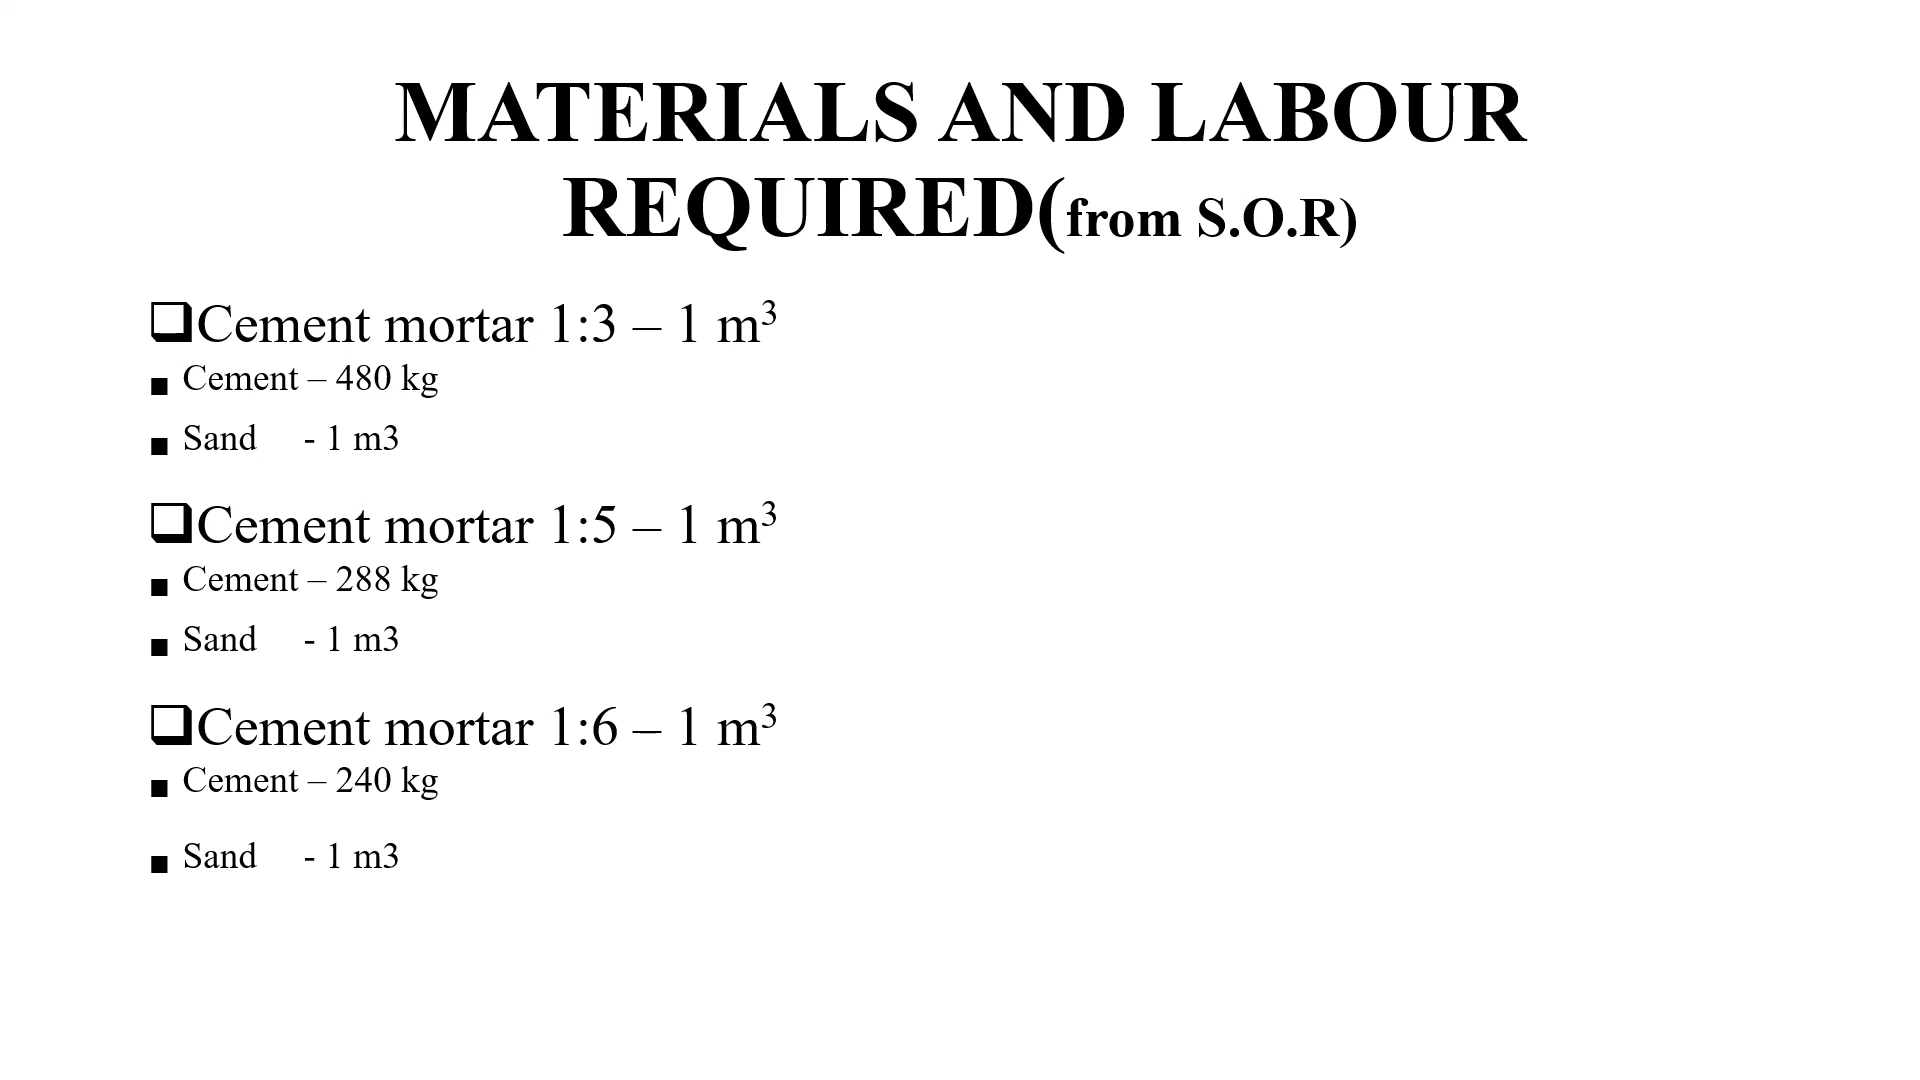 MATERIALS AND LABOUR
REQUIRED(from S.O.R)
❑Cement mortar 1:3 – 1 m³
▪ Cement – 480 kg
▪ Sand - 1 m3
❑Cement mortar 1:5 – 1 m³
▪ Cement – 288 kg
▪ Sand - 1 m3
❑Cement mortar 1:6 – 1 m³
▪ Cement – 240 kg
▪ Sand - 1 m3